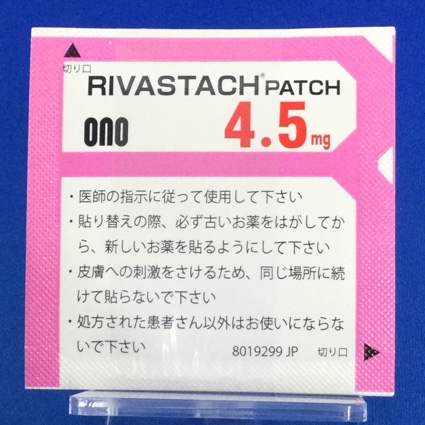 切り口
RIVASTACH® PATCH
ono 4.5mg
・医師の指示に従って使用して下さい
・貼り替えの際、必ず古いお薬をはがしてか
ら、新しいお薬を貼るようにして下さい
・皮膚への刺激をさけるため、同じ場所に続
けて貼らないで下さい
・処方された患者さん以外はお使いにならな
いで下さい
8019299 JP 切り口